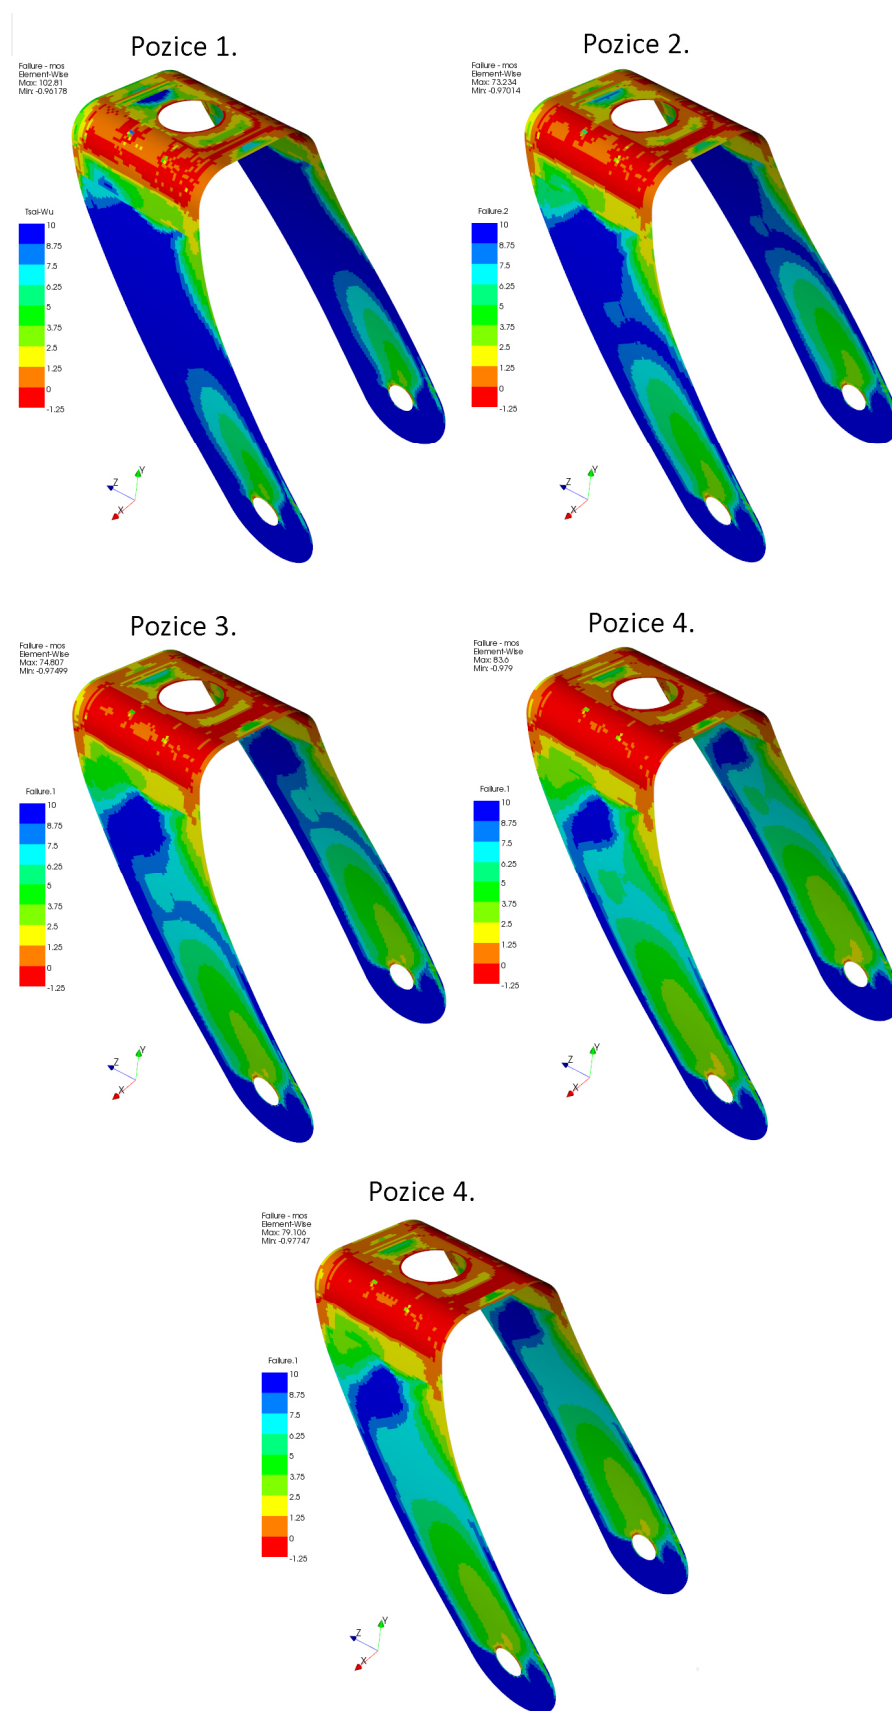 Pozice 1.
Failure - mos
Element-Wise
Max: 102.81
Min: -0.96178
Tsai-Wu
10
8.75
7.5
6.25
5
3.75
2.5
1.25
0
-1.25
Y
Z
X
Pozice 2.
Failure - mos
Element-Wise
Max: 73.234
Min: -0.97014
Failure.2
10
8.75
7.5
6.25
5
3.75
2.5
1.25
0
-1.25
Y
Z
X
Pozice 3.
Failure - mos
Element-Wise
Max: 74.807
Min: -0.97499
Failure.1
10
8.75
7.5
6.25
5
3.75
2.5
1.25
0
-1.25
Y
Z
X
Pozice 4.
Failure - mos
Element-Wise
Max: 83.6
Min: -0.979
Failure.1
10
8.75
7.5
6.25
5
3.75
2.5
1.25
0
-1.25
Y
Z
X
Pozice 4.
Failure - mos
Element-Wise
Max: 79.106
Min: -0.97747
Failure.1
10
8.75
7.5
6.25
5
3.75
2.5
1.25
0
-1.25
Y
Z
X